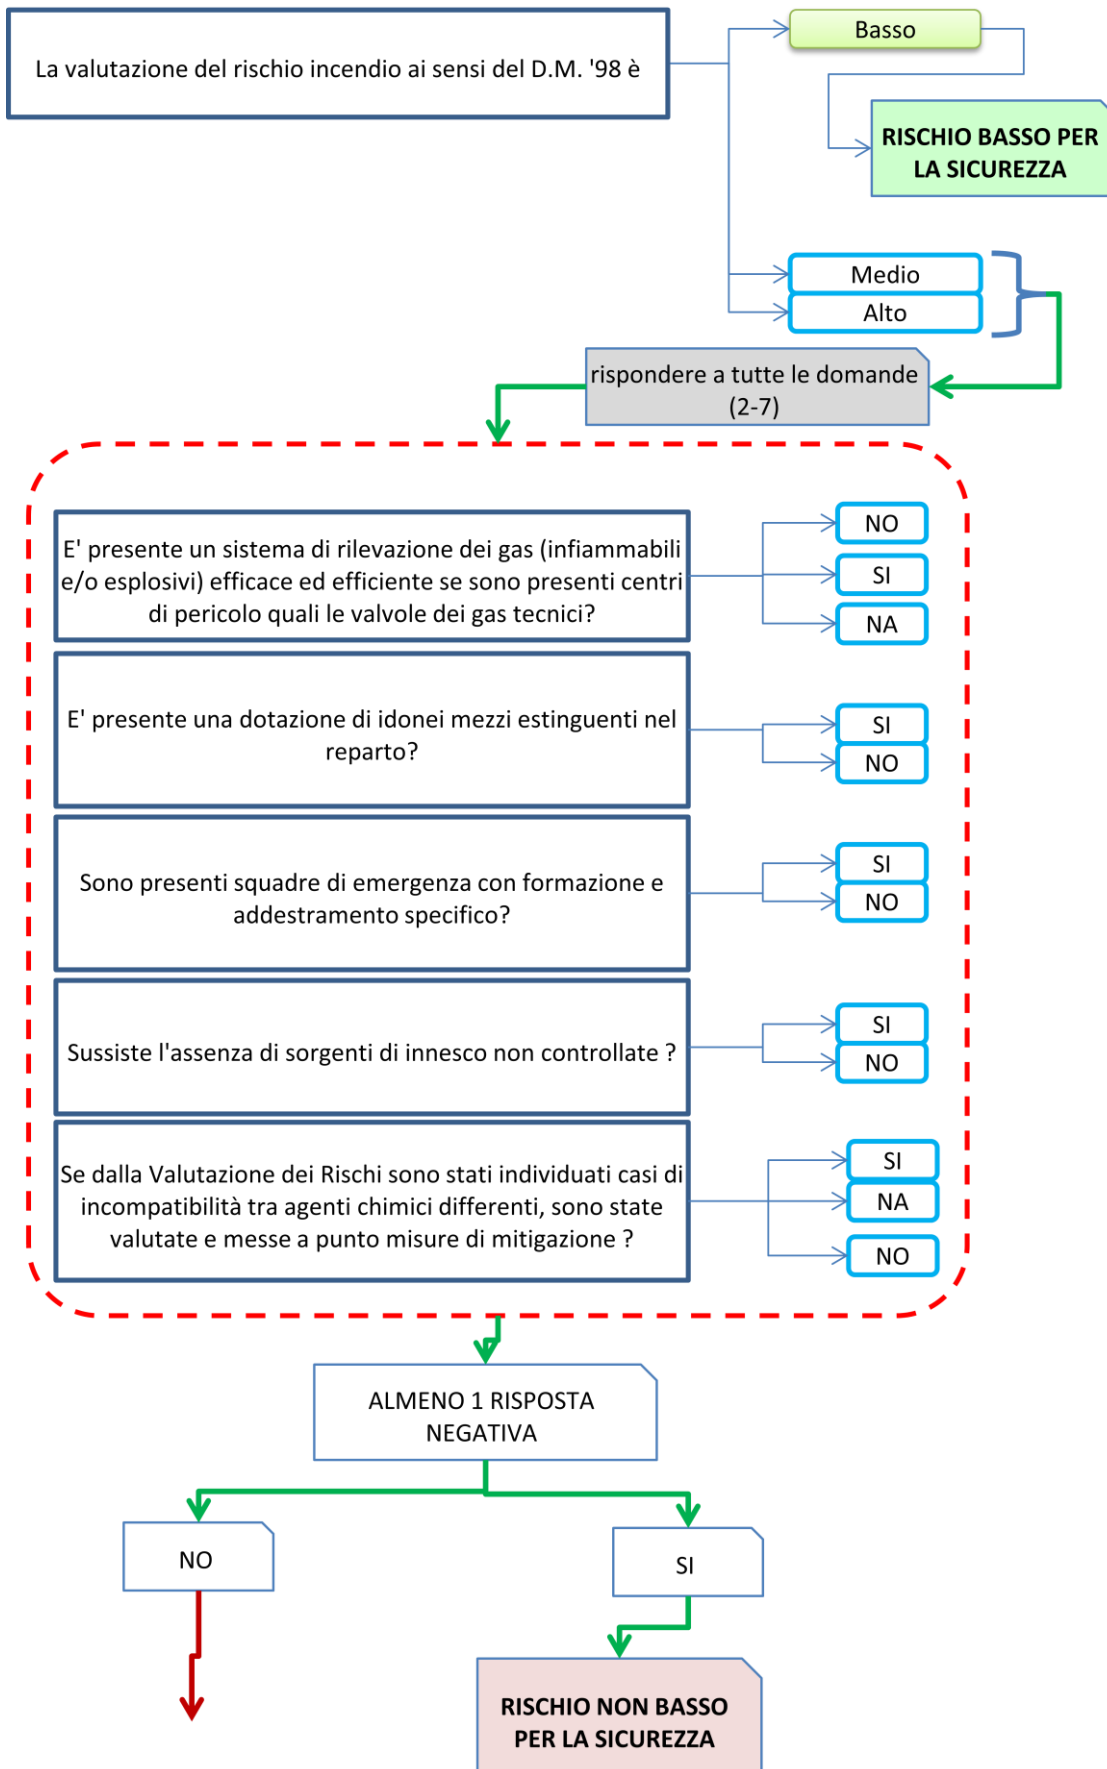 La valutazione del rischio incendio ai sensi del D.M. '98 è
Basso
RISCHIO BASSO PER
LA SICUREZZA
Medio
Alto
rispondere a tutte le domande
(2-7)
E' presente un sistema di rilevazione dei gas (infiammabili
e/o esplosivi) efficace ed efficiente se sono presenti centri
di pericolo quali le valvole dei gas tecnici?
NO
SI
NA
E' presente una dotazione di idonei mezzi estinguenti nel
reparto?
SI
NO
Sono presenti squadre di emergenza con formazione e
addestramento specifico?
SI
NO
Sussiste l'assenza di sorgenti di innesco non controllate ?
SI
NO
Se dalla Valutazione dei Rischi sono stati individuati casi di
incompatibilità tra agenti chimici differenti, sono state
valutate e messe a punto misure di mitigazione ?
SI
NA
NO
ALMENO 1 RISPOSTA
NEGATIVA
NO
SI
RISCHIO NON BASSO
PER LA SICUREZZA